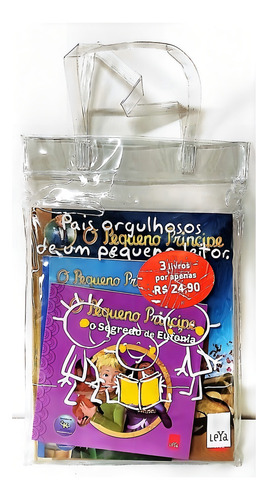 Pais orgulhosos
O Pequeno Príncipe
de um pequeno leitor.
3 livros
por apenas
R$ 24,90
O Pequeno Prín
O Pequeno Príncipe
O Segredo de Eufonia
LeYa
LeYa